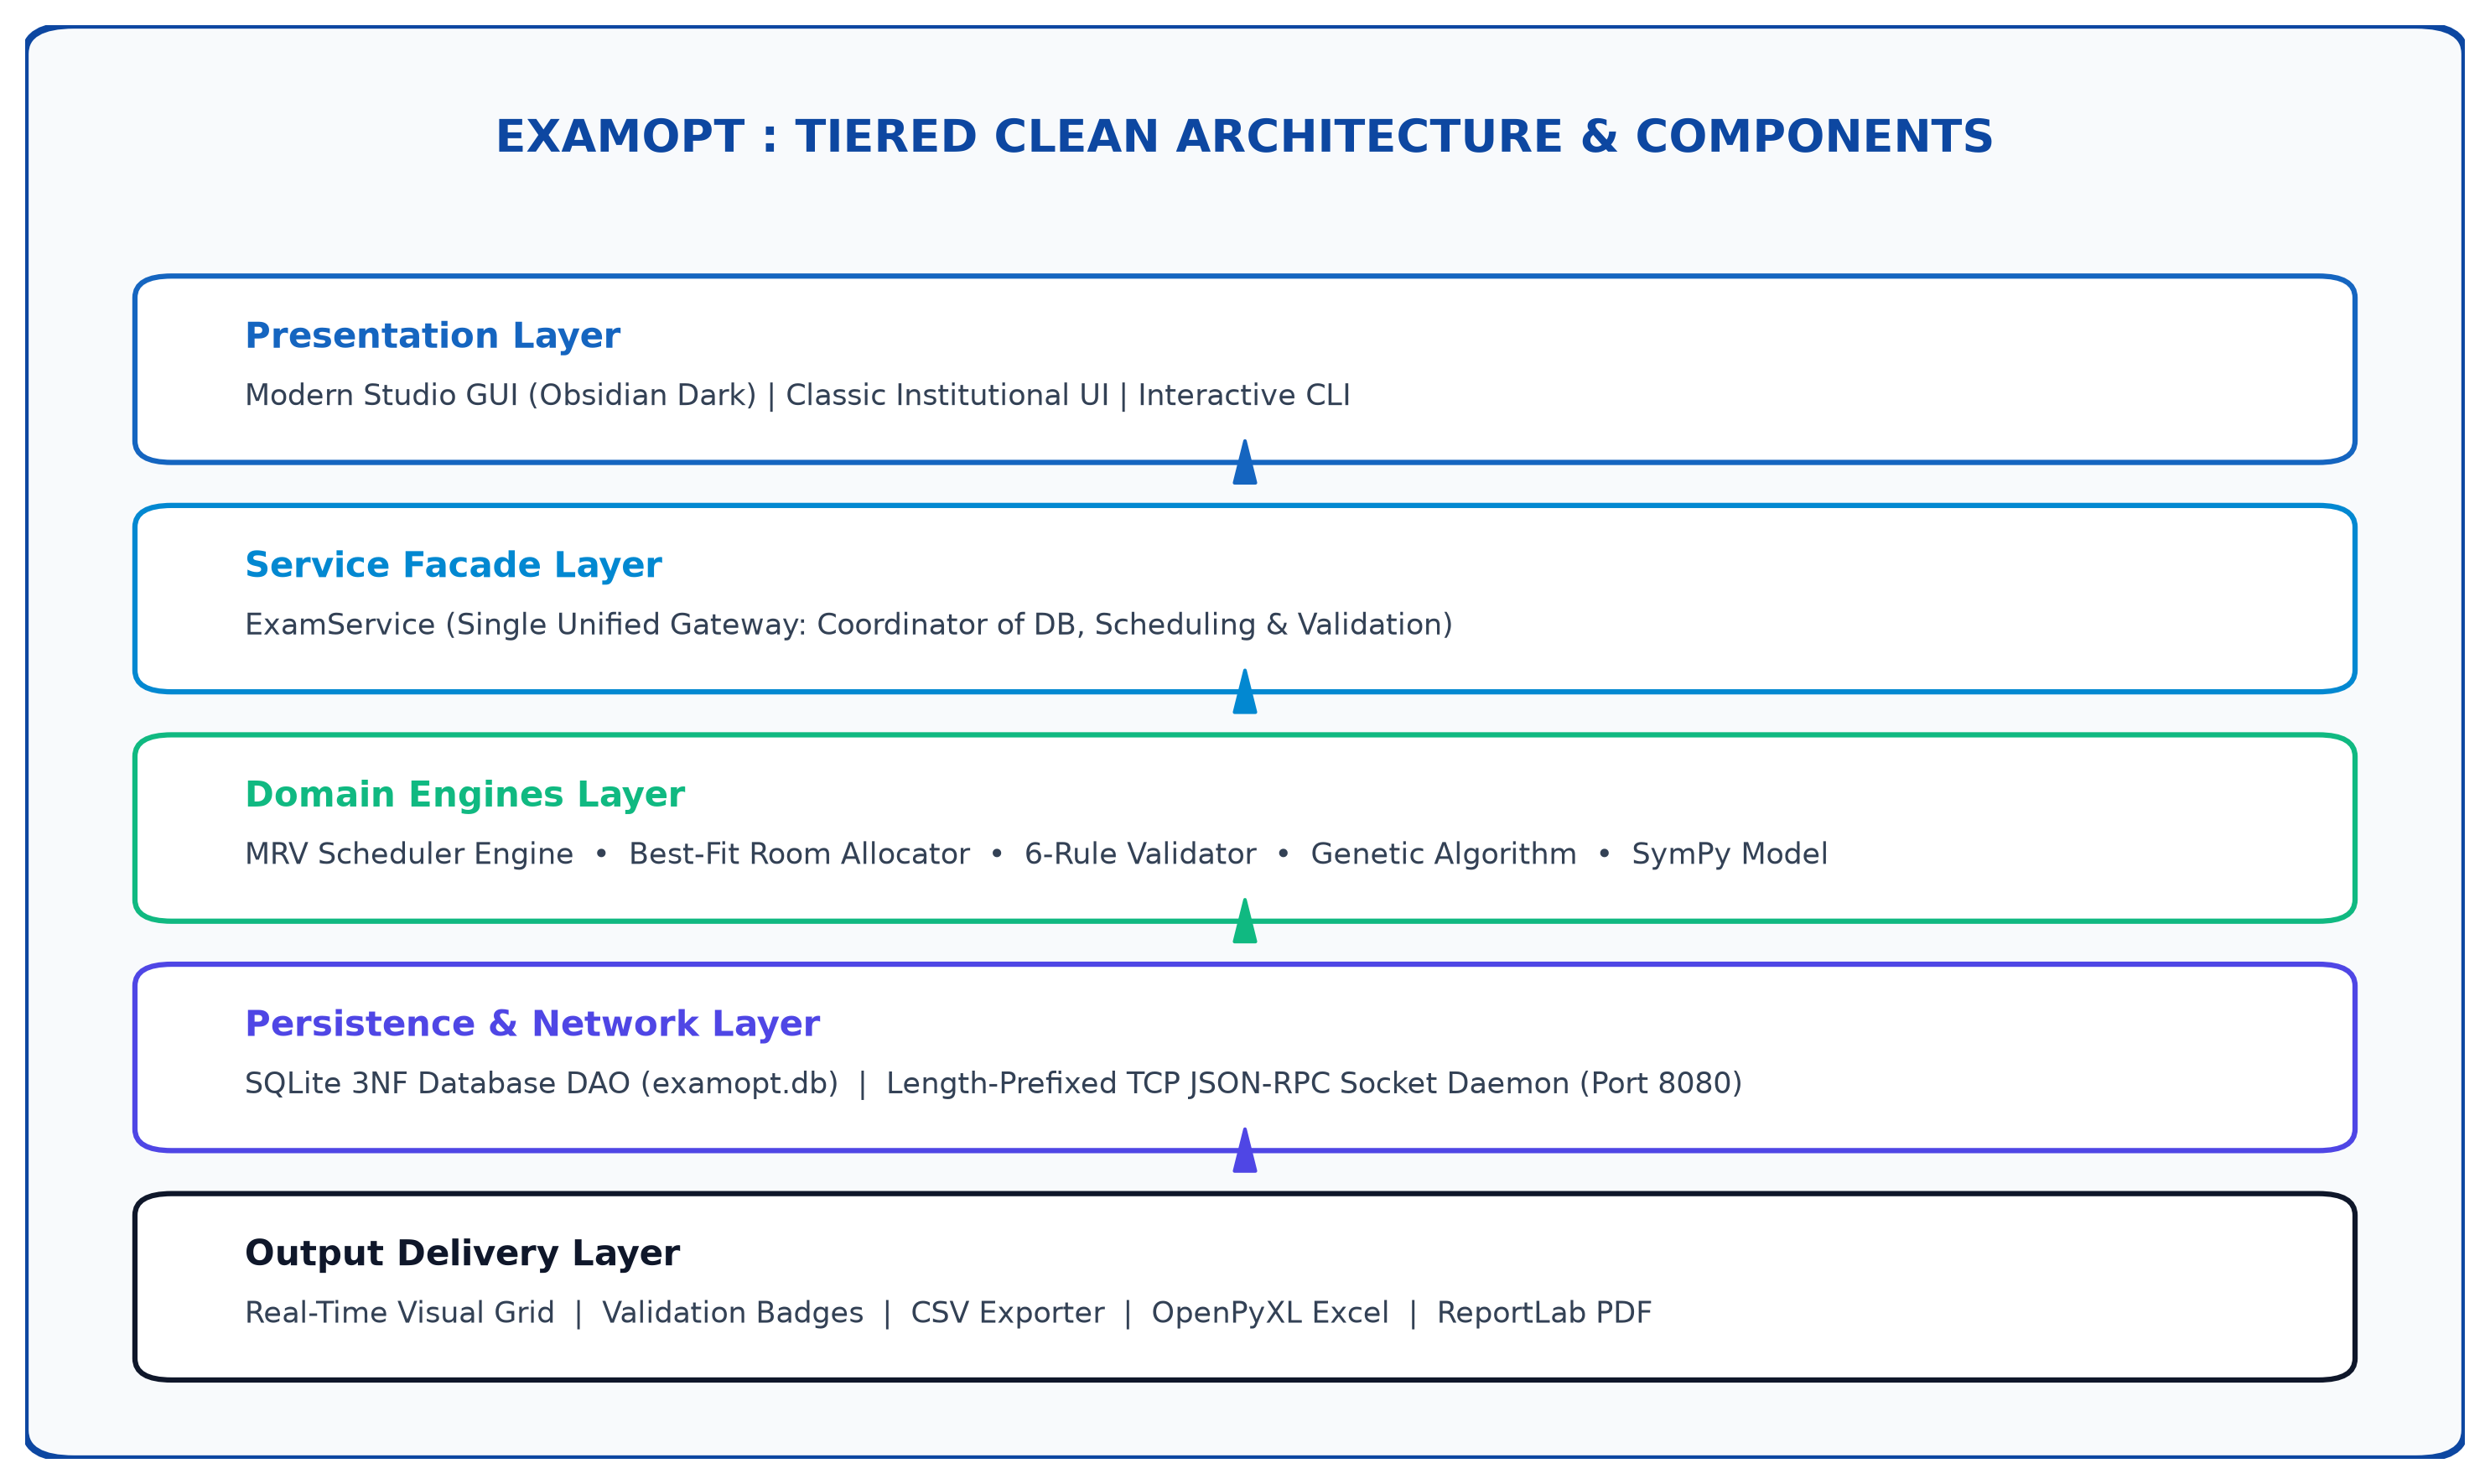 EXAMOPT : TIERED CLEAN ARCHITECTURE & COMPONENTS
Presentation Layer
Modern Studio GUI (Obsidian Dark) | Classic Institutional UI | Interactive CLI
Service Facade Layer
ExamService (Single Unified Gateway: Coordinator of DB, Scheduling & Validation)
Domain Engines Layer
MRV Scheduler Engine • Best-Fit Room Allocator • 6-Rule Validator • Genetic Algorithm • SymPy Model
Persistence & Network Layer
SQLite 3NF Database DAO (examopt.db) | Length-Prefixed TCP JSON-RPC Socket Daemon (Port 8080)
Output Delivery Layer
Real-Time Visual Grid | Validation Badges | CSV Exporter | OpenPyXL Excel | ReportLab PDF